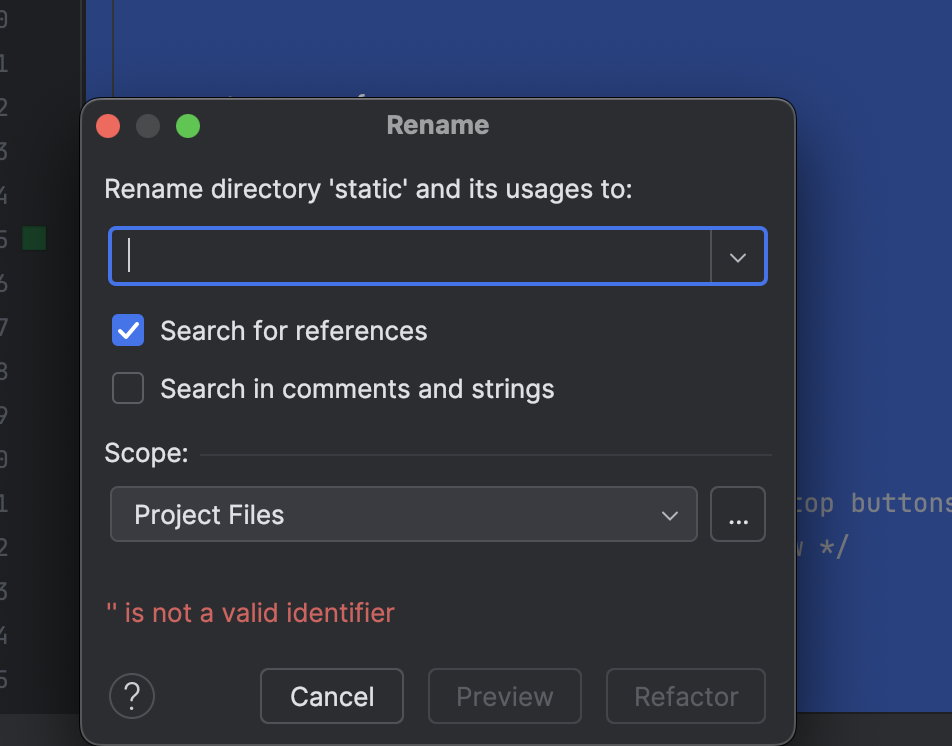 Rename
Rename directory 'static' and its usages to:
Search for references
Search in comments and strings
Scope:
Project Files
...
top buttons
*/
'' is not a valid identifier
?
Cancel
Preview
Refactor